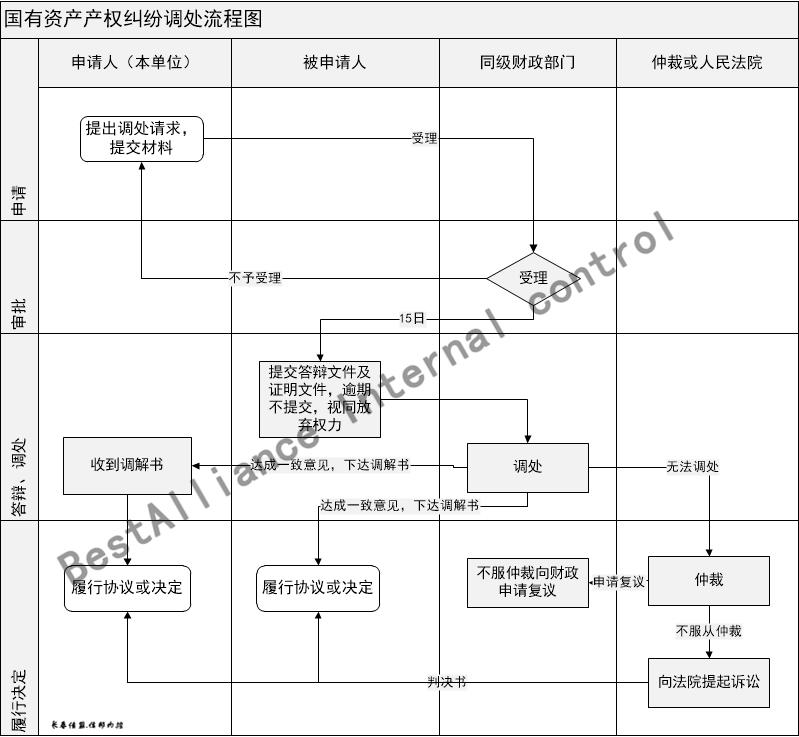 国有资产产权纠纷调处流程图
申请人（本单位）
被申请人
同级财政部门
仲裁或人民法院
申请
提出调处请求，
提交材料
受理
审批
不予受理
受理
15日
答辩、调处
提交答辩文件及
证明文件，逾期
不提交，视同放
弃权力
收到调解书
达成一致意见，下达调解书
调处
无法调处
达成一致意见，下达调解书
履行决定
履行协议或决定
履行协议或决定
不服仲裁向财政
申请复议
申请复议
仲裁
不服从仲裁
判决书
向法院提起诉讼
BestAlliance Internal control